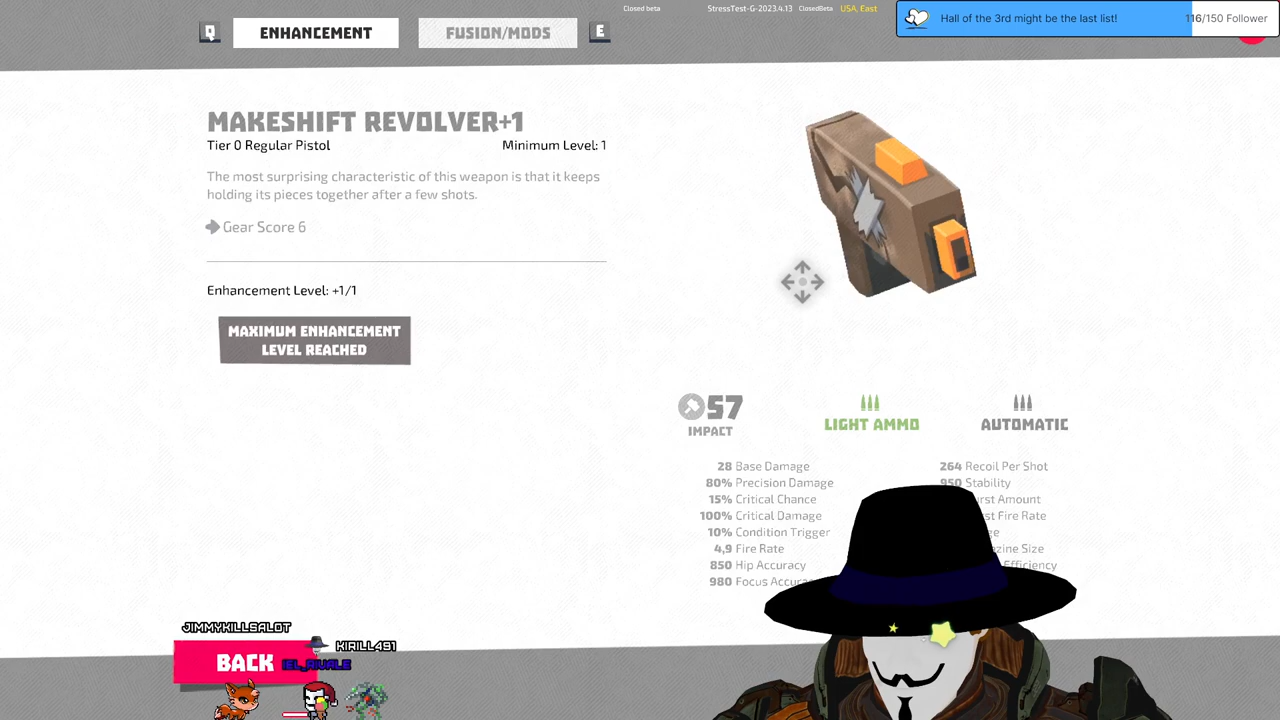 Closed beta
StressTest-G-2023.4.13 ClosedBeta USA, East
Hall of the 3rd might be the last list!
116/150 Follower
Q
ENHANCEMENT
FUSION/MODS
E
MAKESHIFT REVOLVER+1
Tier 0 Regular Pistol
Minimum Level: 1
The most surprising characteristic of this weapon is that it keeps
holding its pieces together after a few shots.
Gear Score 6
Enhancement Level: +1/1
MAXIMUM ENHANCEMENT
LEVEL REACHED
57
IMPACT
LIGHT AMMO
AUTOMATIC
28 Base Damage
80% Precision Damage
15% Critical Chance
100% Critical Damage
10% Condition Trigger
4,9 Fire Rate
850 Hip Accuracy
980 Focus
264 Recoil Per Shot
950 Stability
Amount
Fire Rate
Size
Efficiency
JIMMYKILLSALOT
BACK
KIRILL491